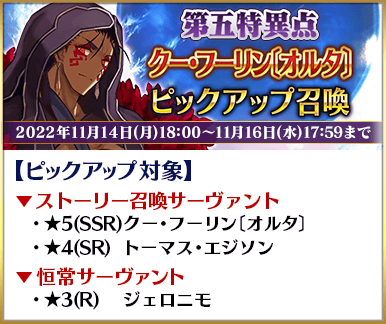 第五特異点
クー・フーリン〔オルタ〕
ピックアップ召喚
2022年11月14日(月)18:00～11月16日(水)17:59まで
【ピックアップ対象】
▼ストーリー召喚サーヴァント
・★5(SSR)クー・フーリン〔オルタ〕
・★4(SR) トーマス・エジソン
▼恒常サーヴァント
・★3(R) ジェロニモ